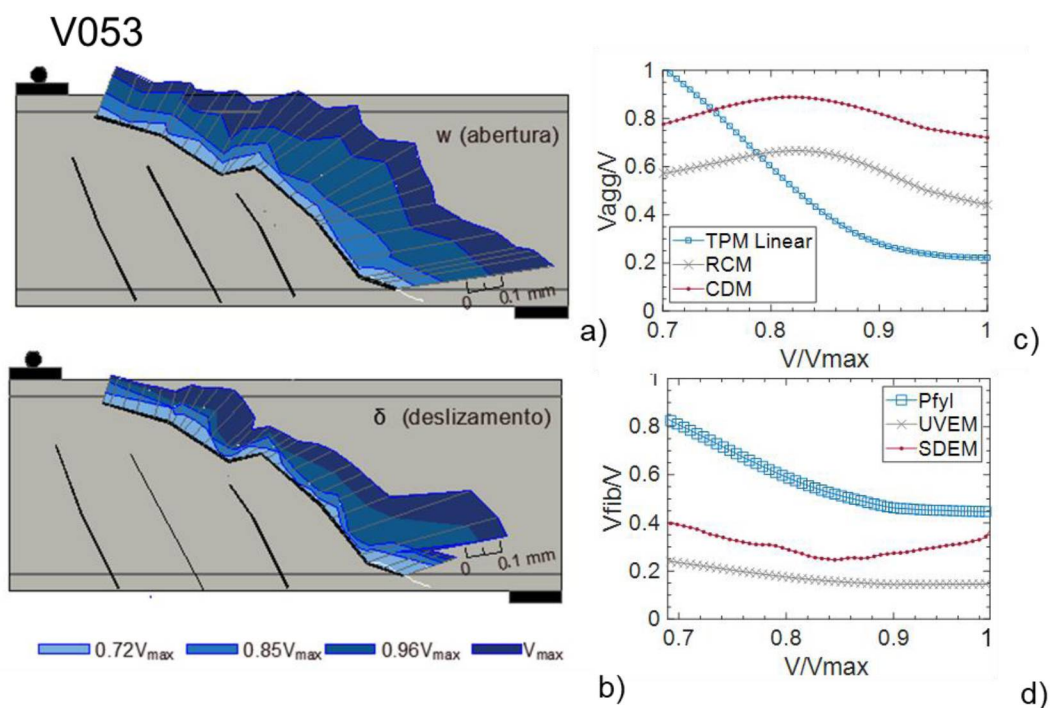 V053
w (abertura)
0 0.1 mm
a)
δ (deslizamento)
0 0.1 mm
0.72Vmax 0.85Vmax 0.96Vmax Vmax
b)
Vagg/V
1
0.8
0.6
0.4
0.2
0
TPM Linear
RCM
CDM
0.7 0.8 0.9 1
V/Vmax
c)
Vfib/V
1
0.8
0.6
0.4
0.2
0
Pfyl
UVEM
SDEM
0.7 0.8 0.9 1
V/Vmax
d)